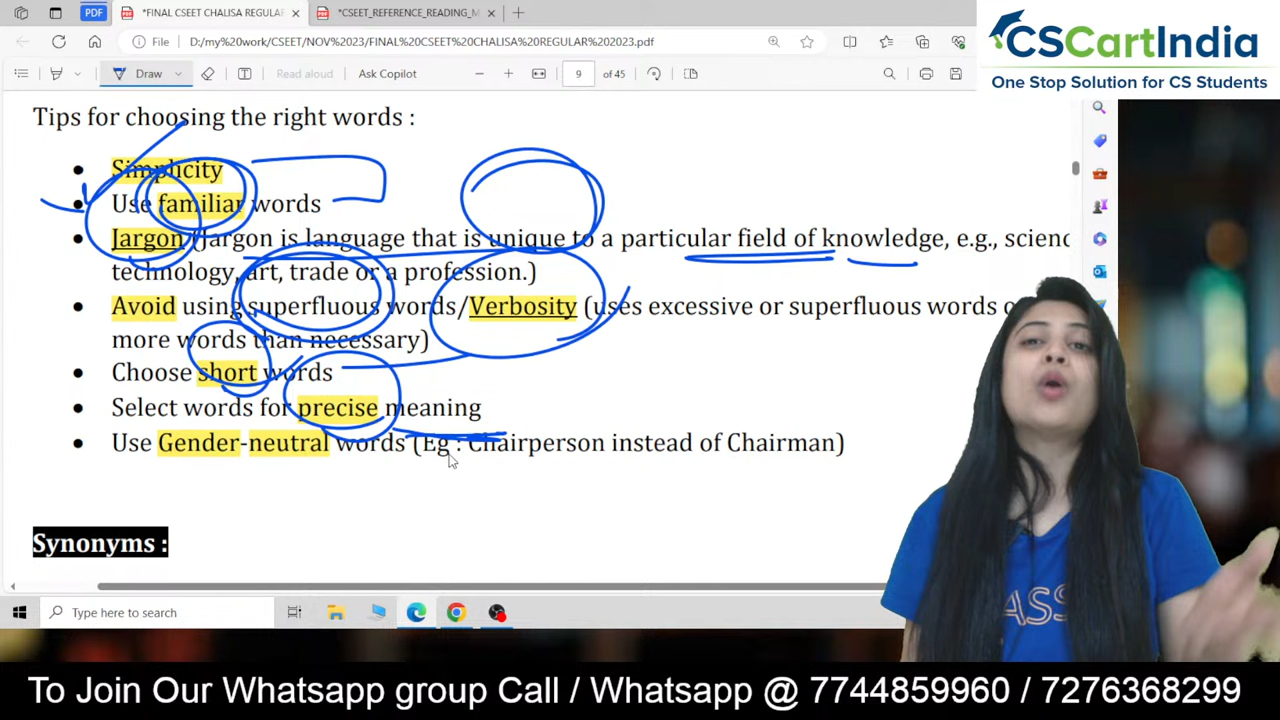 PDF
*FINAL CSEET CHALISA REGULAR
*CSEET_REFERENCE_READING_M
File
D:/my%20work/CSEET/NOV%2023/FINAL%20CSEET%20CHALISA%20REGULAR%202023.pdf
CSCartIndia
One Stop Solution for CS Students
Draw
Read aloud
Ask Copilot
9
of 45
Tips for choosing the right words :
Simplicity
Use familiar words
Jargon (Jargon is language that is unique to a particular field of knowledge, e.g., scienc
technology, art, trade or a profession.)
Avoid using superfluous words/Verbosity (uses excessive or superfluous words
more words than necessary)
Choose short words
Select words for precise meaning
Use Gender-neutral words (Eg : Chairperson instead of Chairman)
Synonyms :
Type here to search
To Join Our Whatsapp group Call / Whatsapp @ 7744859960 / 7276368299